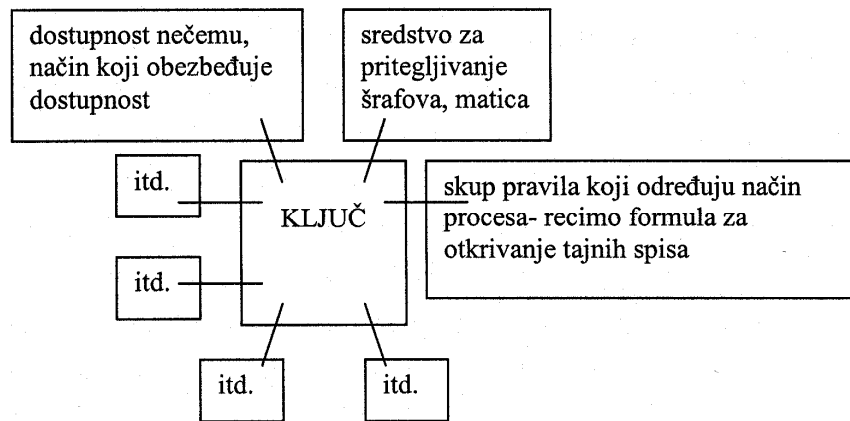 dostupnost nečemu,
način koji obezbeđuje
dostupnost
sredstvo za
pritegljivanje
šrafova, matica
itd.
KLJUČ
skup pravila koji određuju način
procesa- recimo formula za
otkrivanje tajnih spisa
itd.
itd.
itd.